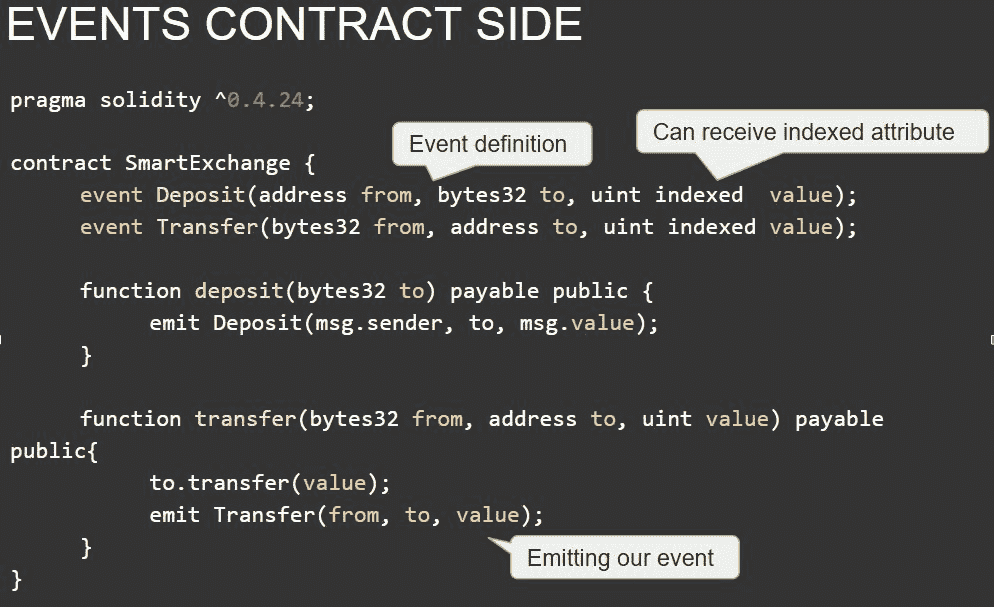 EVENTS CONTRACT SIDE
pragma solidity ^0.4.24;
Event definition
Can receive indexed attribute
contract SmartExchange {
event Deposit(address from, bytes32 to, uint indexed  value);
event Transfer(bytes32 from, address to, uint indexed value);
function deposit(bytes32 to) payable public {
emit Deposit(msg.sender, to, msg.value);
}
function transfer(bytes32 from, address to, uint value) payable
public{
to.transfer(value);
emit Transfer(from, to, value);
}
Emitting our event
}